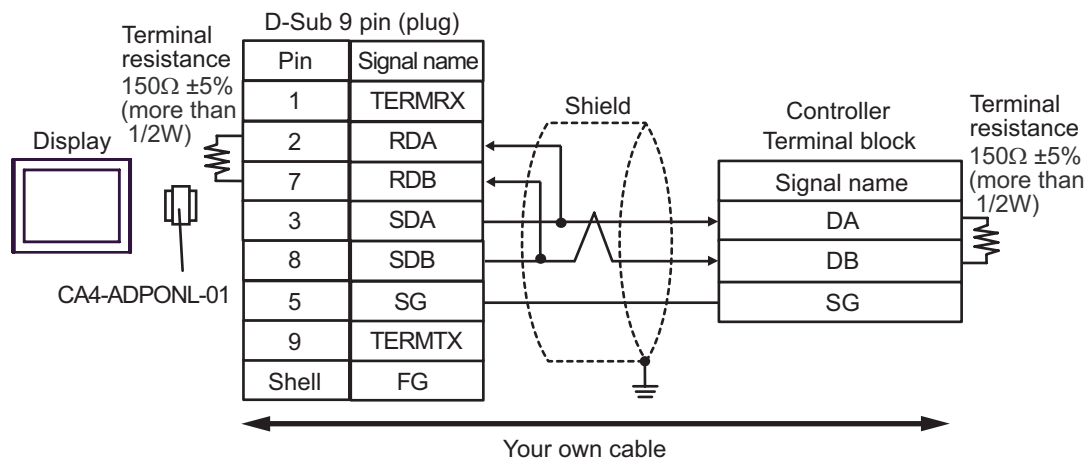 D-Sub 9 pin (plug)
Terminal
resistance
150Ω ±5%
(more than
1/2W)
Display
CA4-ADPONL-01
Pin Signal name
1 TERMRX
2 RDA
7 RDB
3 SDA
8 SDB
5 SG
9 TERMTX
Shell FG
Shield
Controller
Terminal block
Signal name
DA
DB
SG
Terminal
resistance
150Ω ±5%
(more than
1/2W)
Your own cable